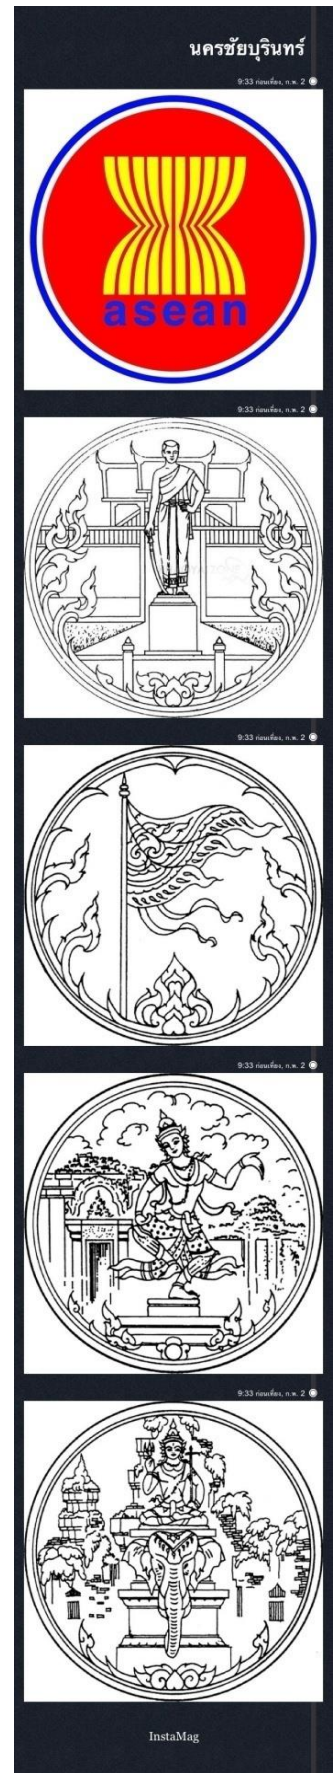 นครชัยบุรินทร์
9:33 ก่อนเที่ยง, ก.พ. 2
asean
9:33 ก่อนเที่ยง, ก.พ. 2
9:33 ก่อนเที่ยง, ก.พ. 2
9:33 ก่อนเที่ยง, ก.พ. 2
9:33 ก่อนเที่ยง, ก.พ. 2
InstaMag